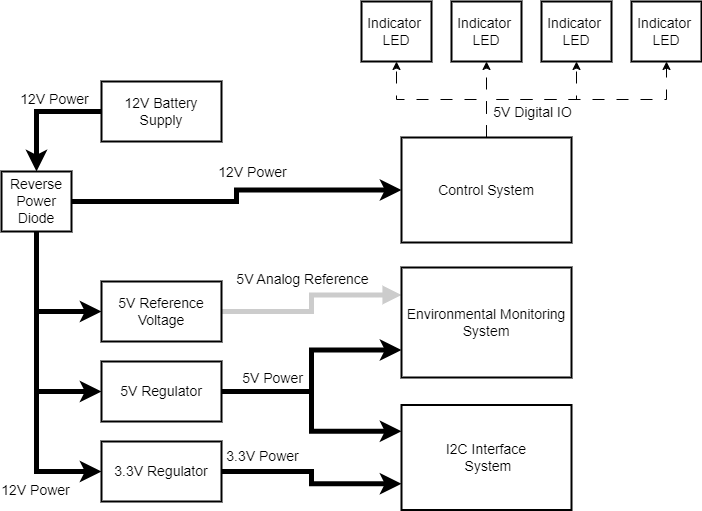 Indicator
LED
Indicator
LED
Indicator
LED
Indicator
LED
12V Power
12V Battery
Supply
5V Digital IO
Reverse
Power
Diode
12V Power
Control System
5V Reference
Voltage
5V Analog Reference
Environmental Monitoring
System
5V Regulator
5V Power
3.3V Regulator
3.3V Power
I2C Interface
System
12V Power